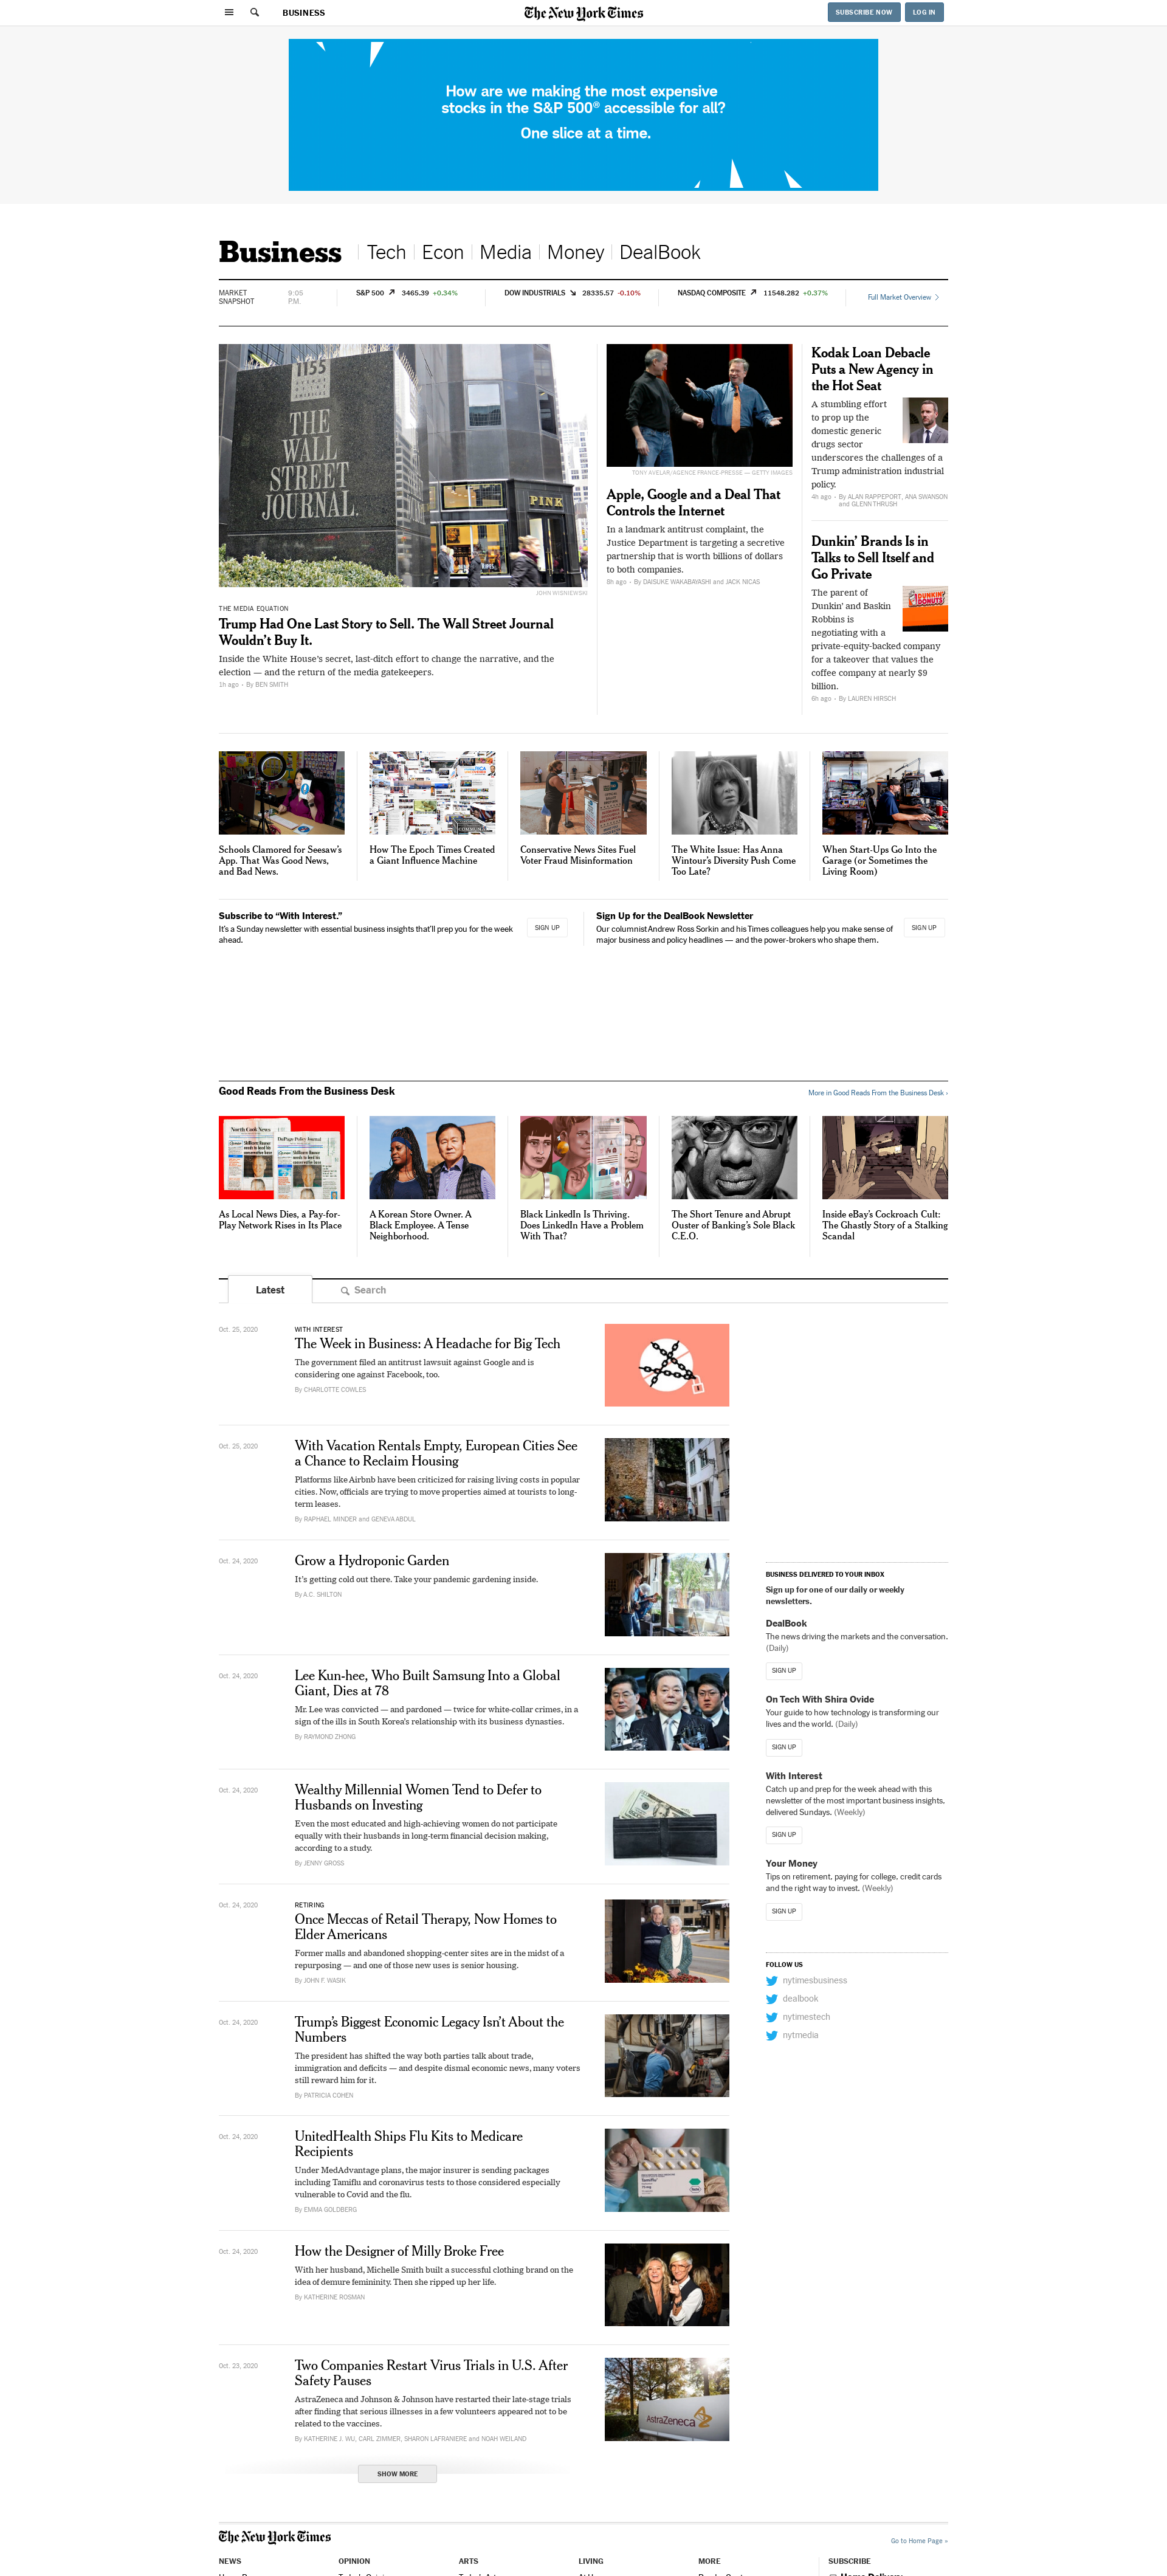 BUSINESS
The New York Times
SUBSCRIBE NOW
LOG IN
How are we making the most expensive
stocks in the S&P 500® accessible for all?
One slice at a time.
Business
Tech
Econ
Media
Money
DealBook
MARKET
SNAPSHOT
9:05
P.M.
S&P 500 3465.39 +0.34%
DOW INDUSTRIALS 28335.57 -0.10%
NASDAQ COMPOSITE 11548.282 +0.37%
Full Market Overview
1155
AVENUE
OF THE
AMERICAS
THE
WALL
STREET
JOURNAL.
PINK
JOHN WISNIEWSKI
THE MEDIA EQUATION
Trump Had One Last Story to Sell. The Wall Street Journal
Wouldn’t Buy It.
Inside the White House’s secret, last-ditch effort to change the narrative, and the
election — and the return of the media gatekeepers.
1h ago • By BEN SMITH
TONY AVELAR/AGENCE FRANCE-PRESSE — GETTY IMAGES
Apple, Google and a Deal That
Controls the Internet
In a landmark antitrust complaint, the
Justice Department is targeting a secretive
partnership that is worth billions of dollars
to both companies.
8h ago • By DAISUKE WAKABAYASHI and JACK NICAS
Kodak Loan Debacle
Puts a New Agency in
the Hot Seat
A stumbling effort
to prop up the
domestic generic
drugs sector
underscores the challenges of a
Trump administration industrial
policy.
4h ago • By ALAN RAPPEPORT, ANA SWANSON
and GLENN THRUSH
Dunkin’ Brands Is in
Talks to Sell Itself and
Go Private
The parent of
Dunkin’ and Baskin
Robbins is
negotiating with a
private-equity-backed company
for a takeover that values the
coffee company at nearly $9
billion.
6h ago • By LAUREN HIRSCH
DUNKIN'
DONUTS
Schools Clamored for Seesaw’s
App. That Was Good News,
and Bad News.
How The Epoch Times Created
a Giant Influence Machine
Conservative News Sites Fuel
Voter Fraud Misinformation
The White Issue: Has Anna
Wintour’s Diversity Push Come
Too Late?
When Start-Ups Go Into the
Garage (or Sometimes the
Living Room)
Subscribe to “With Interest.”
It’s a Sunday newsletter with essential business insights that’ll prep you for the week
ahead.
SIGN UP
Sign Up for the DealBook Newsletter
Our columnist Andrew Ross Sorkin and his Times colleagues help you make sense of
major business and policy headlines — and the power-brokers who shape them.
SIGN UP
Good Reads From the Business Desk
More in Good Reads From the Business Desk ›
North Cook News
DuPage Policy Journal
As Local News Dies, a Pay-for-
Play Network Rises in Its Place
A Korean Store Owner. A
Black Employee. A Tense
Neighborhood.
Black LinkedIn Is Thriving.
Does LinkedIn Have a Problem
With That?
The Short Tenure and Abrupt
Ouster of Banking’s Sole Black
C.E.O.
Inside eBay’s Cockroach Cult:
The Ghastly Story of a Stalking
Scandal
Latest
Search
Oct. 25, 2020
WITH INTEREST
The Week in Business: A Headache for Big Tech
The government filed an antitrust lawsuit against Google and is
considering one against Facebook, too.
By CHARLOTTE COWLES
Oct. 25, 2020
With Vacation Rentals Empty, European Cities See
a Chance to Reclaim Housing
Platforms like Airbnb have been criticized for raising living costs in popular
cities. Now, officials are trying to move properties aimed at tourists to long-
term leases.
By RAPHAEL MINDER and GENEVA ABDUL
Oct. 24, 2020
Grow a Hydroponic Garden
It’s getting cold out there. Take your pandemic gardening inside.
By A.C. SHILTON
Oct. 24, 2020
Lee Kun-hee, Who Built Samsung Into a Global
Giant, Dies at 78
Mr. Lee was convicted — and pardoned — twice for white-collar crimes, in a
sign of the ills in South Korea’s relationship with its business dynasties.
By RAYMOND ZHONG
Oct. 24, 2020
Wealthy Millennial Women Tend to Defer to
Husbands on Investing
Even the most educated and high-achieving women do not participate
equally with their husbands in long-term financial decision making,
according to a study.
By JENNY GROSS
Oct. 24, 2020
RETIRING
Once Meccas of Retail Therapy, Now Homes to
Elder Americans
Former malls and abandoned shopping-center sites are in the midst of a
repurposing — and one of those new uses is senior housing.
By JOHN F. WASIK
Oct. 24, 2020
Trump’s Biggest Economic Legacy Isn’t About the
Numbers
The president has shifted the way both parties talk about trade,
immigration and deficits — and despite dismal economic news, many voters
still reward him for it.
By PATRICIA COHEN
Oct. 24, 2020
UnitedHealth Ships Flu Kits to Medicare
Recipients
Under MedAdvantage plans, the major insurer is sending packages
including Tamiflu and coronavirus tests to those considered especially
vulnerable to Covid and the flu.
By EMMA GOLDBERG
Tamiflu
Oct. 24, 2020
How the Designer of Milly Broke Free
With her husband, Michelle Smith built a successful clothing brand on the
idea of demure femininity. Then she ripped up her life.
By KATHERINE ROSMAN
Oct. 23, 2020
Two Companies Restart Virus Trials in U.S. After
Safety Pauses
AstraZeneca and Johnson & Johnson have restarted their late-stage trials
after finding that serious illnesses in a few volunteers appeared not to be
related to the vaccines.
By KATHERINE J. WU, CARL ZIMMER, SHARON LAFRANIERE and NOAH WEILAND
AstraZeneca
SHOW MORE
BUSINESS DELIVERED TO YOUR INBOX
Sign up for one of our daily or weekly
newsletters.
DealBook
The news driving the markets and the conversation.
(Daily)
SIGN UP
On Tech With Shira Ovide
Your guide to how technology is transforming our
lives and the world. (Daily)
SIGN UP
With Interest
Catch up and prep for the week ahead with this
newsletter of the most important business insights,
delivered Sundays. (Weekly)
SIGN UP
Your Money
Tips on retirement, paying for college, credit cards
and the right way to invest. (Weekly)
SIGN UP
FOLLOW US
nytimesbusiness
dealbook
nytimestech
nytmedia
The New York Times
Go to Home Page »
NEWS
OPINION
ARTS
LIVING
MORE
SUBSCRIBE